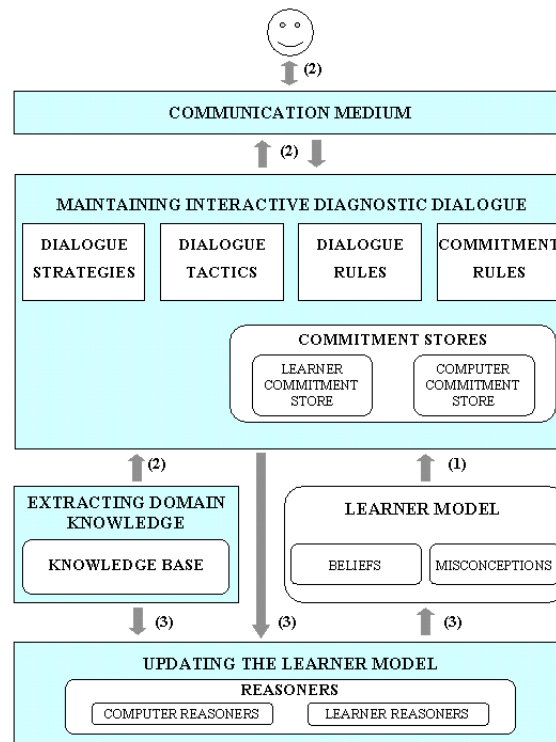 (2)
COMMUNICATION MEDIUM
(2)
MAINTAINING INTERACTIVE DIAGNOSTIC DIALOGUE
DIALOGUE
STRATEGIES
DIALOGUE
TACTICS
DIALOGUE
RULES
COMMITMENT
RULES
COMMITMENT STORES
LEARNER
COMMITMENT
STORE
COMPUTER
COMMITMENT
STORE
(2)
(1)
EXTRACTING DOMAIN
KNOWLEDGE
KNOWLEDGE BASE
LEARNER MODEL
BELIEFS
MISCONCEPTIONS
(3)
(3)
(3)
UPDATING THE LEARNER MODEL
REASONERS
COMPUTER REASONERS
LEARNER REASONERS